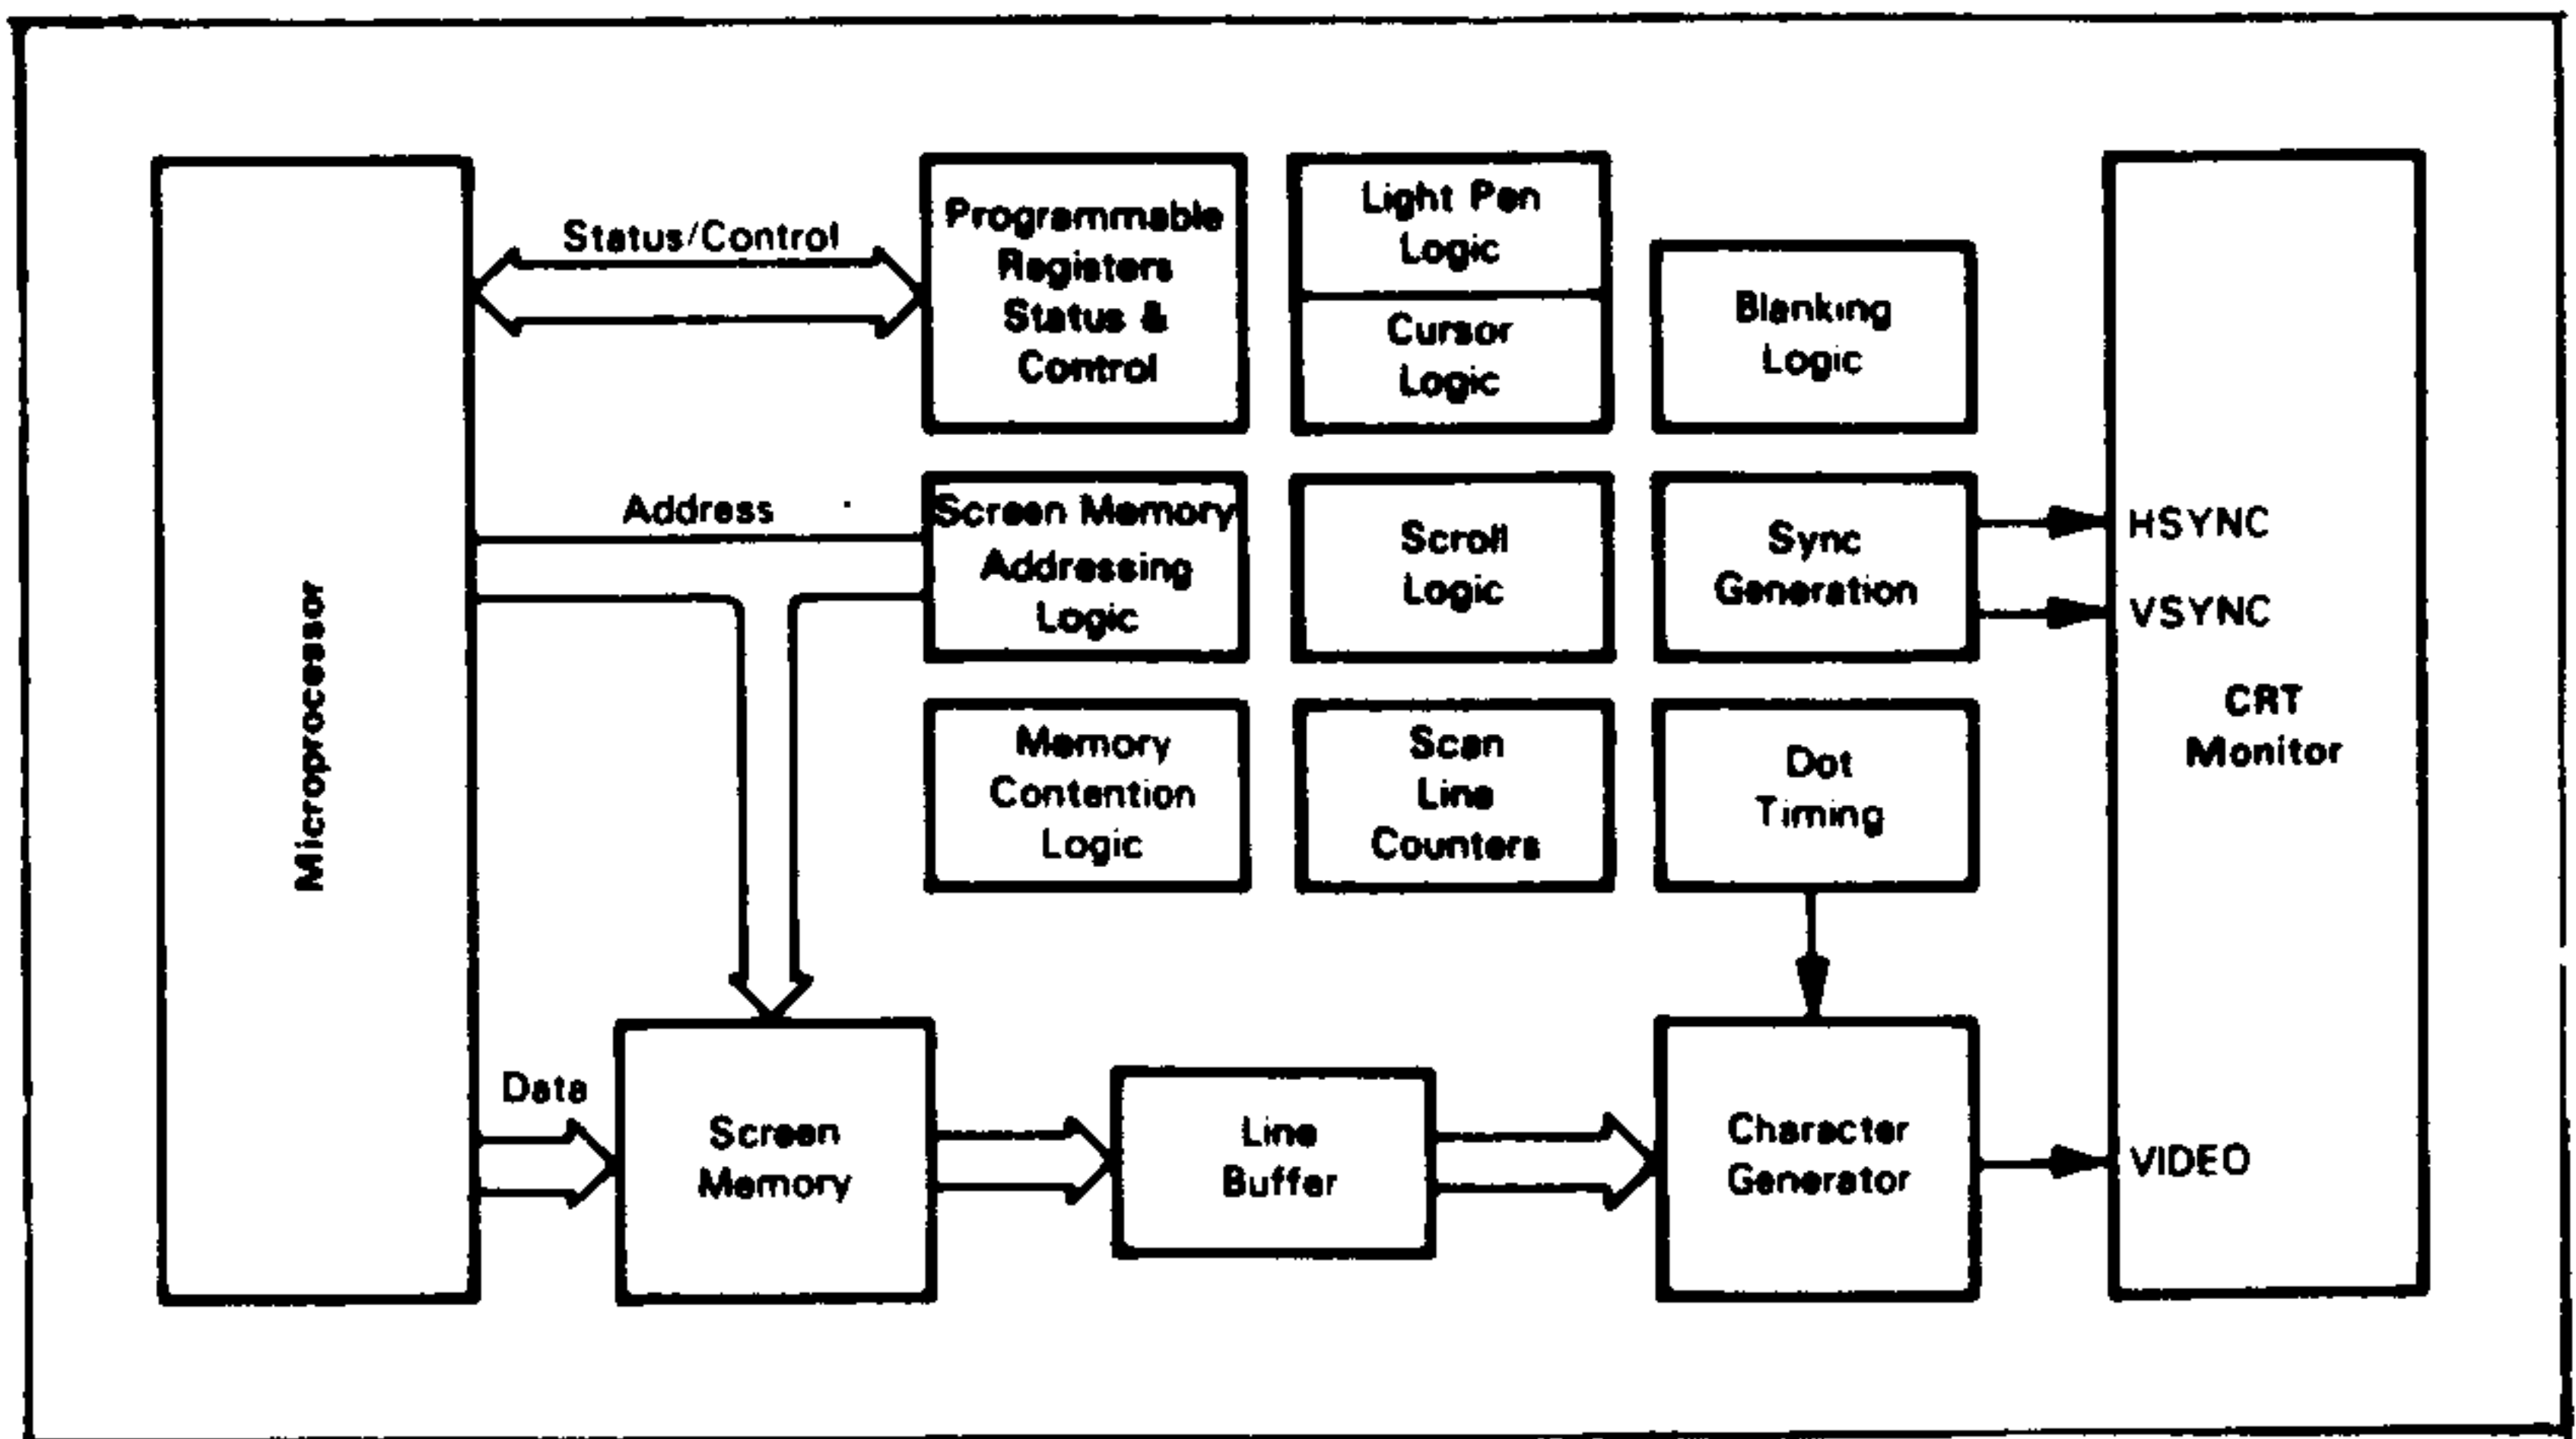 Status/Control
Programmable
Registers
Status &
Control
Light Pen
Logic
Cursor
Logic
Blanking
Logic
Address
Screen Memory
Addressing
Logic
Scroll
Logic
Sync
Generation
HSYNC
VSYNC
CRT
Monitor
Microprocessor
Memory
Contention
Logic
Scan
Line
Counters
Dot
Timing
Data
Screen
Memory
Line
Buffer
Character
Generator
VIDEO